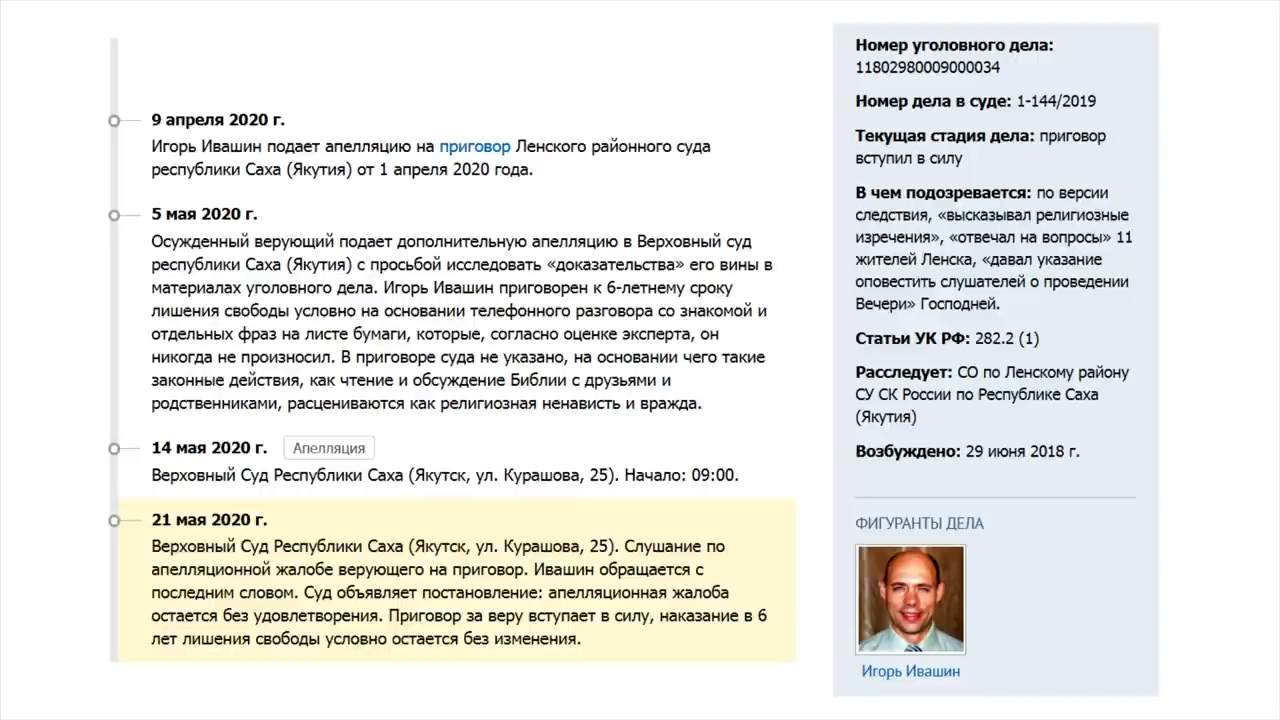 9 апреля 2020 г.
Игорь Ивашин подает апелляцию на приговор Ленского районного суда
республики Саха (Якутия) от 1 апреля 2020 года.
5 мая 2020 г.
Осужденный верующий подает дополнительную апелляцию в Верховный суд
республики Саха (Якутия) с просьбой исследовать «доказательства» его вины в
материалах уголовного дела. Игорь Ивашин приговорен к 6-летнему сроку
лишения свободы условно на основании телефонного разговора со знакомой и
отдельных фраз на листе бумаги, которые, согласно оценке эксперта, он
никогда не произносил. В приговоре суда не указано, на основании чего такие
законные действия, как чтение и обсуждение Библии с друзьями и
родственниками, расцениваются как религиозная ненависть и вражда.
14 мая 2020 г. Апелляция
Верховный Суд Республики Саха (Якутск, ул. Курашова, 25). Начало: 09:00.
21 мая 2020 г.
Верховный Суд Республики Саха (Якутск, ул. Курашова, 25). Слушание по
апелляционной жалобе верующего на приговор. Ивашин обращается с
последним словом. Суд объявляет постановление: апелляционная жалоба
остается без удовлетворения. Приговор за веру вступает в силу, наказание в 6
лет лишения свободы условно остается без изменения.
Номер уголовного дела:
11802980009000034
Номер дела в суде: 1-144/2019
Текущая стадия дела: приговор
вступил в силу
В чем подозревается: по версии
следствия, «высказывал религиозные
изречения», «отвечал на вопросы» 11
жителей Ленска, «давал указание
оповестить слушателей о проведении
Вечери» Господней.
Статьи УК РФ: 282.2 (1)
Расследует: СО по Ленскому району
СУ СК России по Республике Саха
(Якутия)
Возбуждено: 29 июня 2018 г.
ФИГУРАНТЫ ДЕЛА
Игорь Ивашин